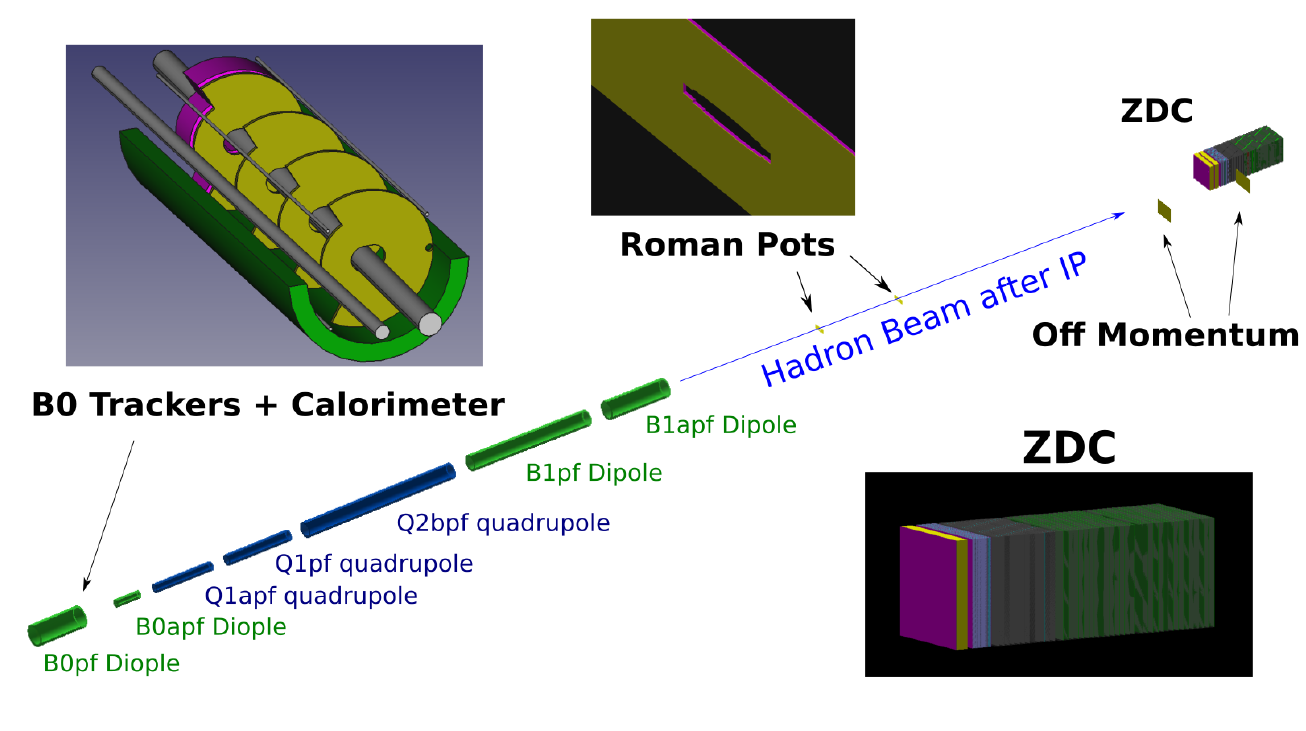 ZDC
Roman Pots
Hadron Beam after IP
Off Momentum
B0 Trackers + Calorimeter
B1apf Dipole
ZDC
B1pf Dipole
Q2bpf quadrupole
Q1pf quadrupole
Q1apf quadrupole
B0apf Diople
B0pf Diople